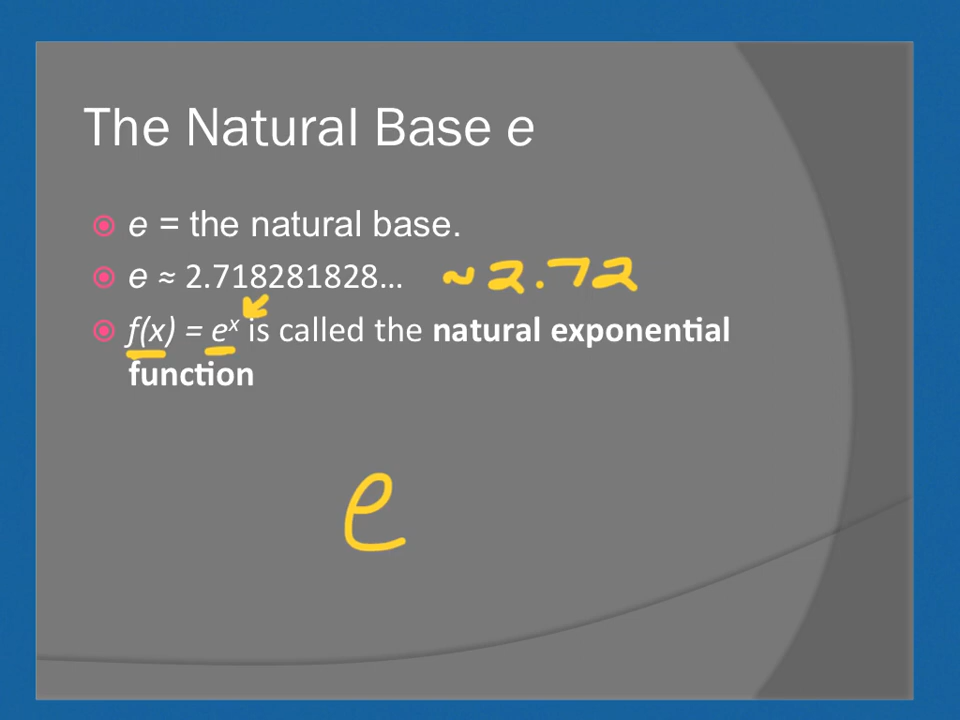 The Natural Base e
e = the natural base.
e ≈ 2.718281828… ~ 2.72
f(x) = eˣ is called the natural exponential
function
e